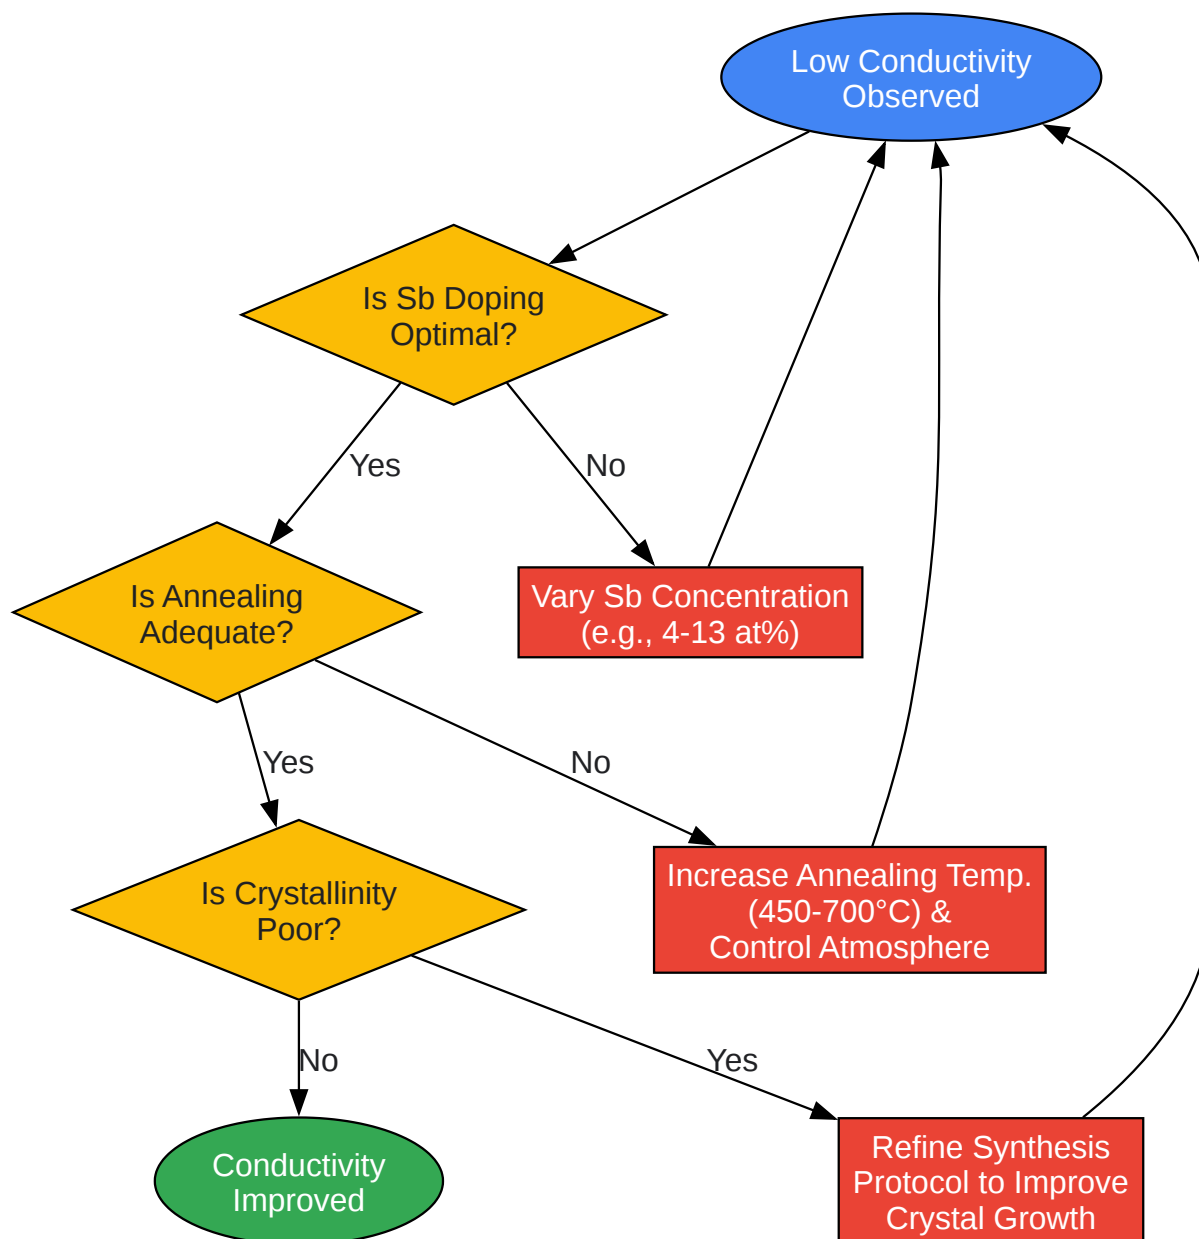 Low Conductivity
Observed
Is Sb Doping
Optimal?
Yes
No
Is Annealing
Adequate?
Vary Sb Concentration
(e.g., 4-13 at%)
Yes
No
Is Crystallinity
Poor?
Increase Annealing Temp.
(450-700°C) &
Control Atmosphere
No
Yes
Conductivity
Improved
Refine Synthesis
Protocol to Improve
Crystal Growth